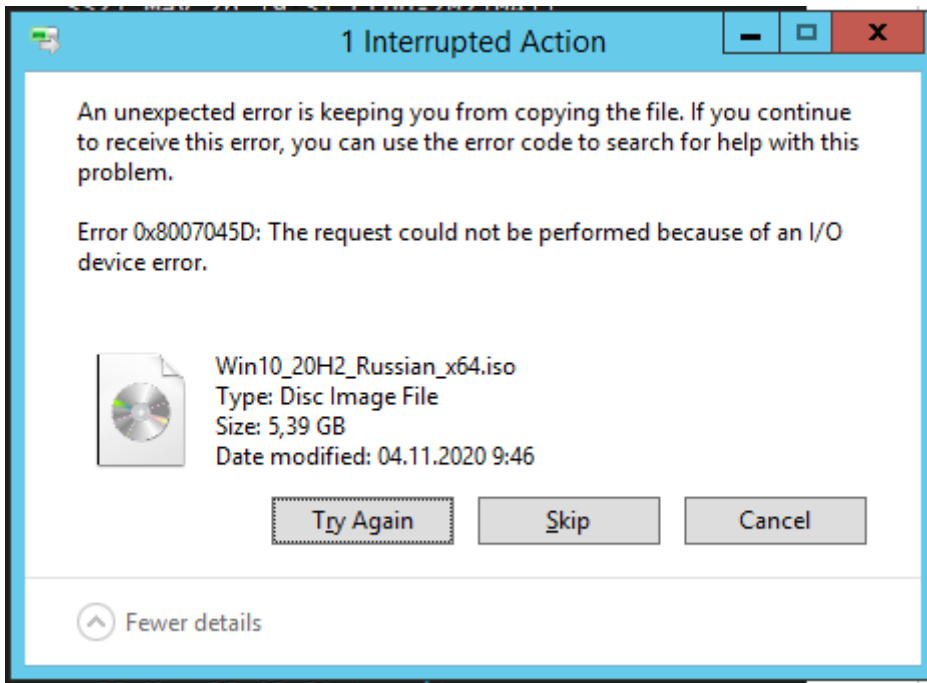 1 Interrupted Action
An unexpected error is keeping you from copying the file. If you continue
to receive this error, you can use the error code to search for help with this
problem.
Error 0x8007045D: The request could not be performed because of an I/O
device error.
Win10_20H2_Russian_x64.iso
Type: Disc Image File
Size: 5,39 GB
Date modified: 04.11.2020 9:46
Try Again
Skip
Cancel
Fewer details